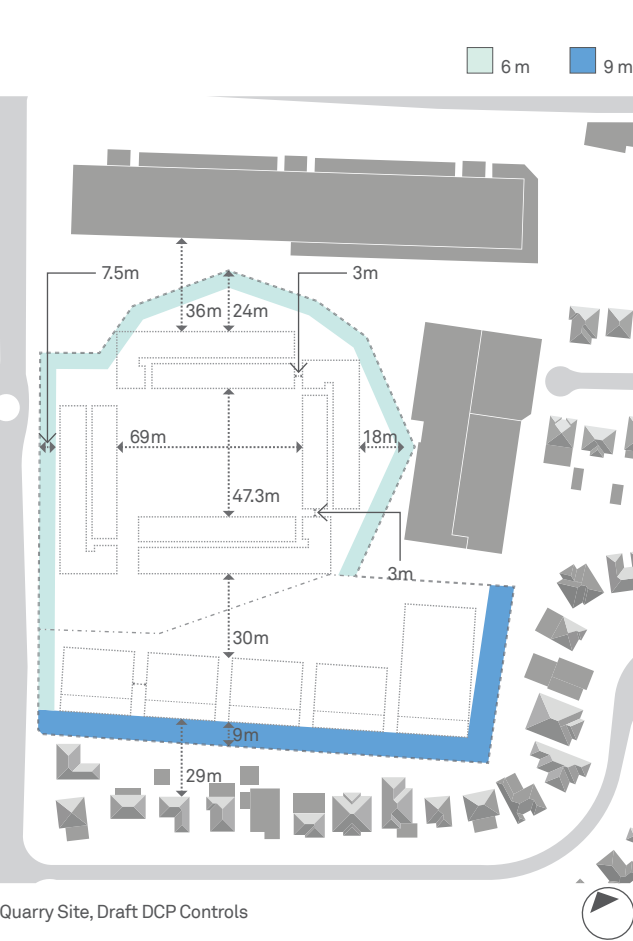 6 m
9 m
7.5m
3m
36m
24m
69m
18m
47.3m
3m
30m
9m
29m
Quarry Site, Draft DCP Controls